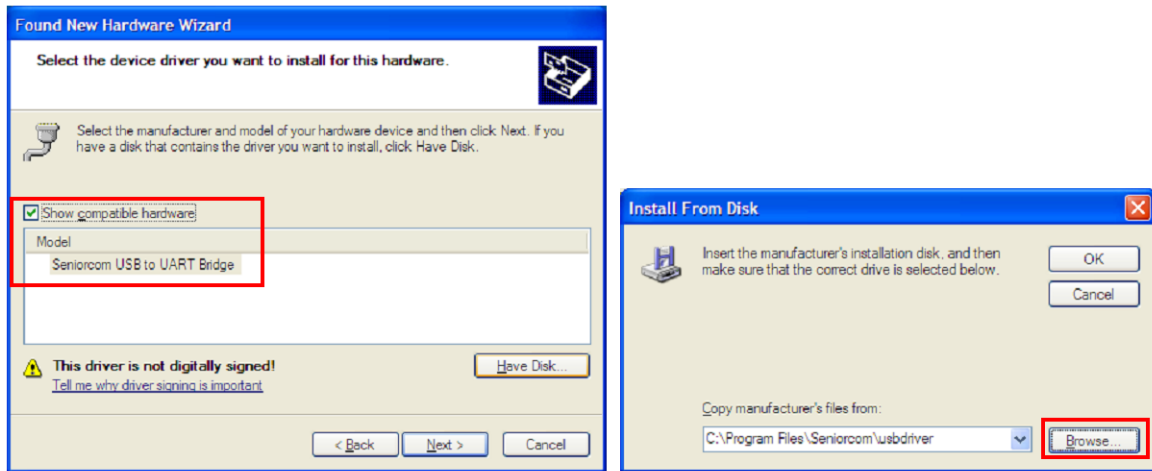 Found New Hardware Wizard
Select the device driver you want to install for this hardware.
Select the manufacturer and model of your hardware device and then click Next. If you
have a disk that contains the driver you want to install, click Have Disk.
Show compatible hardware
Model
Seniorcom USB to UART Bridge
This driver is not digitally signed!
Tell me why driver signing is important
Have Disk...
< Back
Next >
Cancel
Install From Disk
Insert the manufacturer's installation disk, and then
make sure that the correct drive is selected below.
OK
Cancel
Copy manufacturer's files from:
C:\Program Files\Seniorcom\usbdriver
Browse...